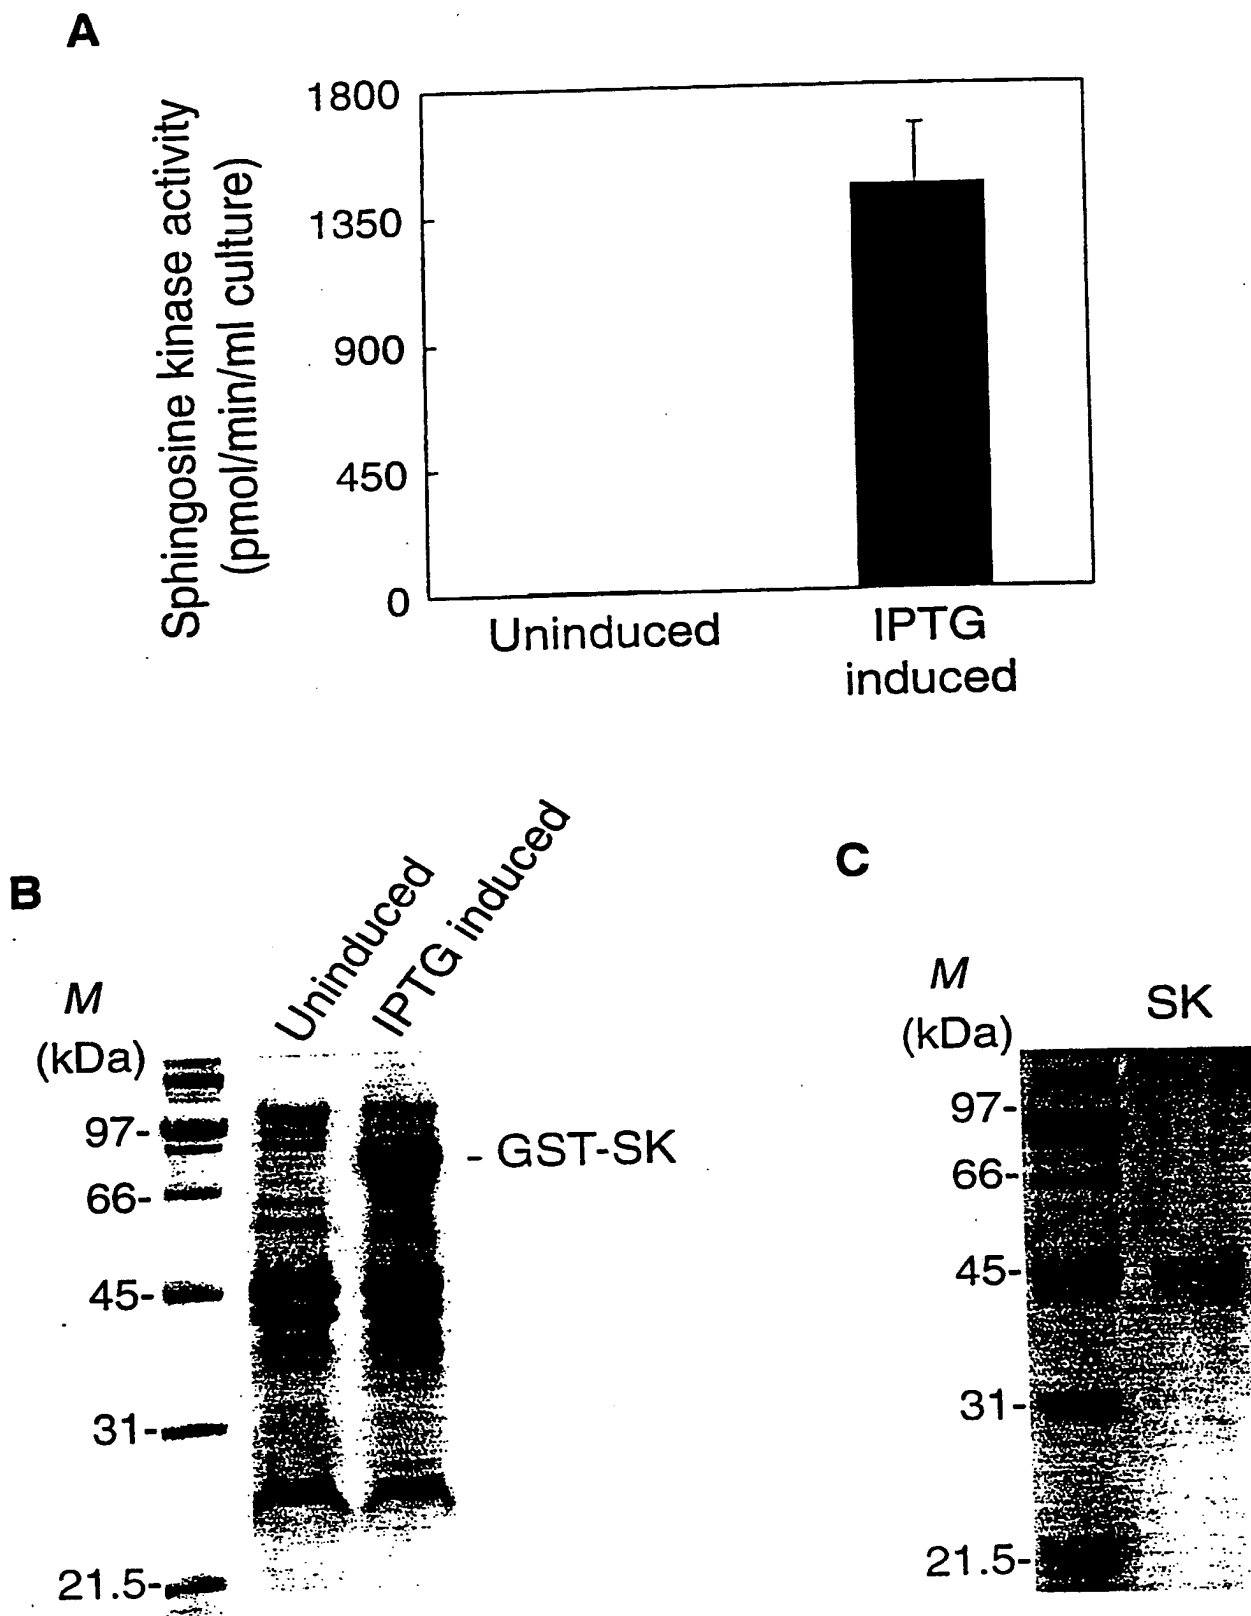 A
Sphingosine kinase activity
(pmol/min/ml culture)
1800
1350
900
450
0
Uninduced
IPTG
induced
B
Uninduced
IPTG induced
M
(kDa)
97-
66-
45-
31-
21.5-
- GST-SK
C
M
(kDa)
SK
97-
66-
45-
31-
21.5-